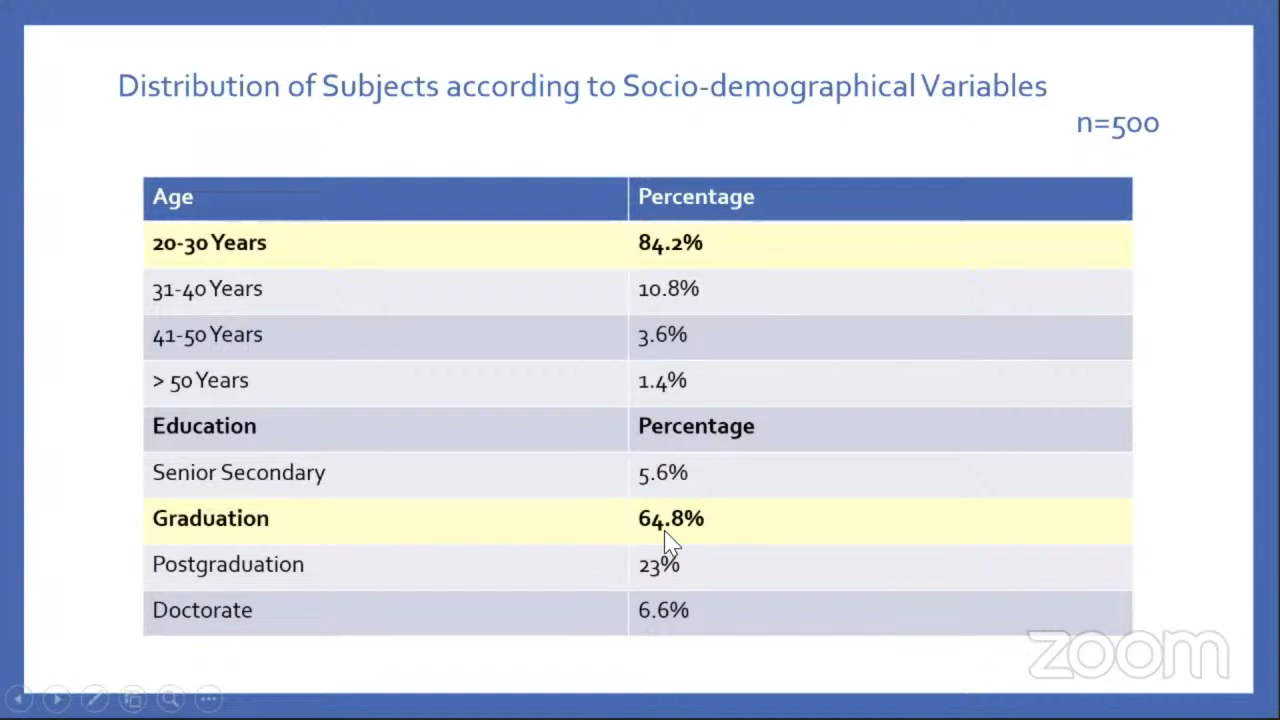 Distribution of Subjects according to Socio-demographical Variables
n=500
Age Percentage
20-30 Years 84.2%
31-40 Years 10.8%
41-50 Years 3.6%
> 50 Years 1.4%
Education Percentage
Senior Secondary 5.6%
Graduation 64.8%
Postgraduation 23%
Doctorate 6.6%
zoom